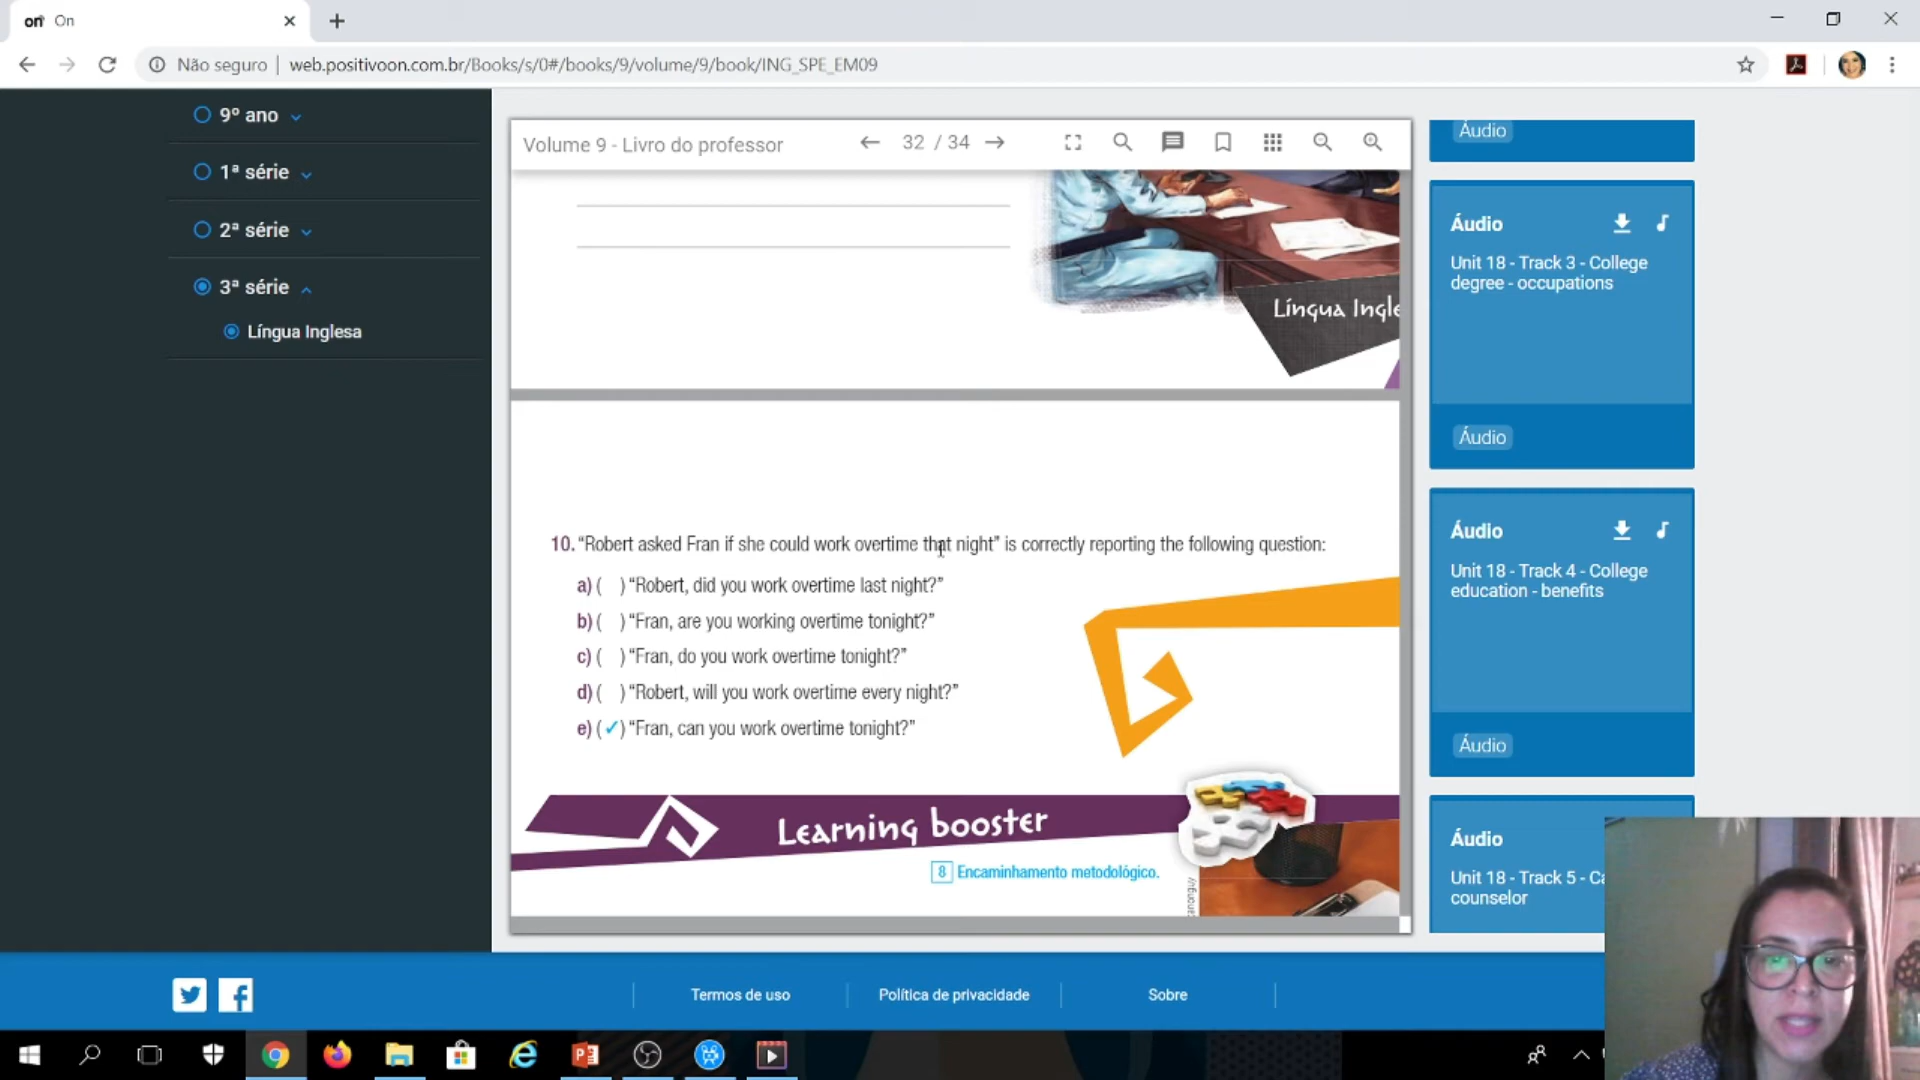 on On
Não seguro | web.positivoon.com.br/Books/s/0#/books/9/volume/9/book/ING_SPE_EM09
9º ano
1ª série
2ª série
3ª série
Língua Inglesa
Volume 9 - Livro do professor
32 / 34
Língua Ingle
10. “Robert asked Fran if she could work overtime that night” is correctly reporting the following question:
a) ( ) “Robert, did you work overtime last night?”
b) ( ) “Fran, are you working overtime tonight?”
c) ( ) “Fran, do you work overtime tonight?”
d) ( ) “Robert, will you work overtime every night?”
e) (✓) “Fran, can you work overtime tonight?”
Learning booster
8 Encaminhamento metodológico.
Áudio
Áudio
Unit 18 - Track 3 - College
degree - occupations
Áudio
Áudio
Unit 18 - Track 4 - College
education - benefits
Áudio
Áudio
Unit 18 - Track 5 - Ca
counselor
Termos de uso
Política de privacidade
Sobre